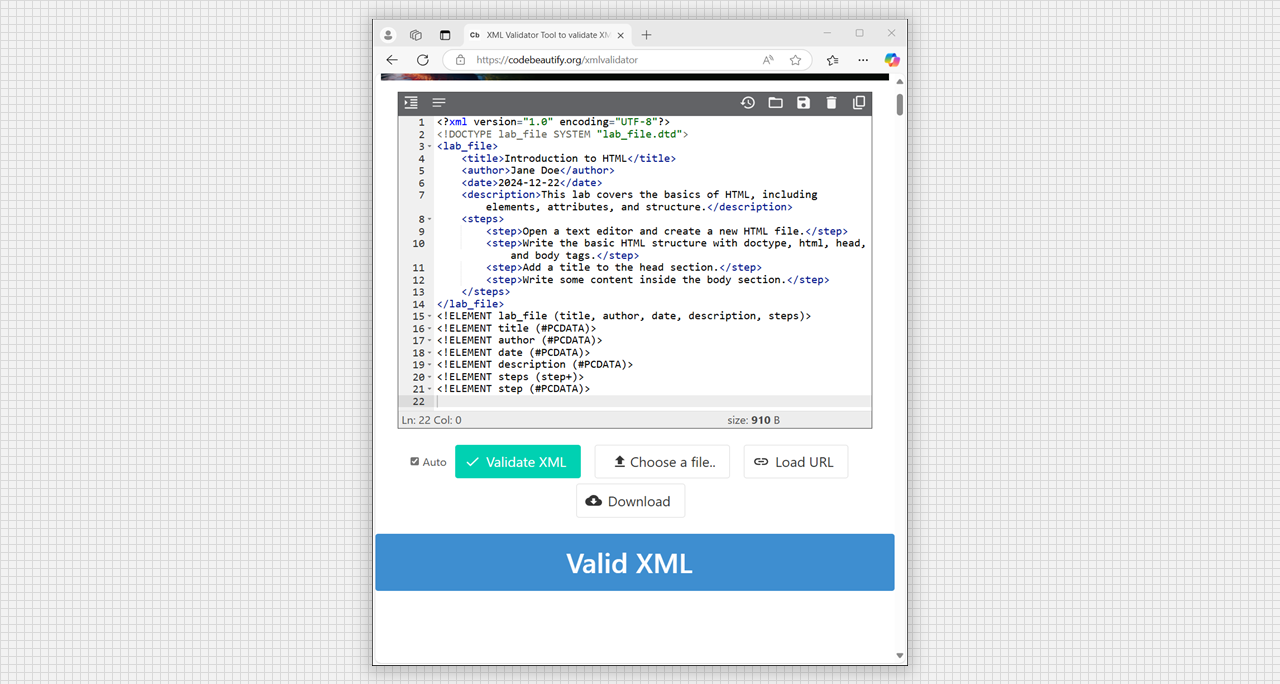 Cb XML Validator Tool to validate XM
https://codebeautify.org/xmlvalidator
1 <?xml version="1.0" encoding="UTF-8"?>
2 <!DOCTYPE lab_file SYSTEM "lab_file.dtd">
3 <lab_file>
4 <title>Introduction to HTML</title>
5 <author>Jane Doe</author>
6 <date>2024-12-22</date>
7 <description>This lab covers the basics of HTML, including
elements, attributes, and structure.</description>
8 <steps>
9 <step>Open a text editor and create a new HTML file.</step>
10 <step>Write the basic HTML structure with doctype, html, head,
and body tags.</step>
11 <step>Add a title to the head section.</step>
12 <step>Write some content inside the body section.</step>
13 </steps>
14 </lab_file>
15 <!ELEMENT lab_file (title, author, date, description, steps)>
16 <!ELEMENT title (#PCDATA)>
17 <!ELEMENT author (#PCDATA)>
18 <!ELEMENT date (#PCDATA)>
19 <!ELEMENT description (#PCDATA)>
20 <!ELEMENT steps (step+)>
21 <!ELEMENT step (#PCDATA)>
22
Ln: 22 Col: 0 size: 910 B
Auto Validate XML Choose a file.. Load URL
Download
Valid XML